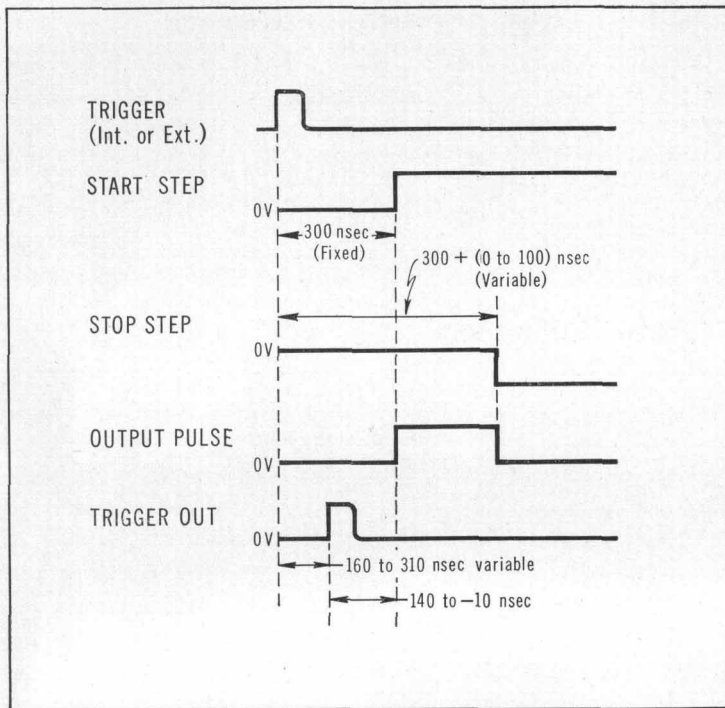 TRIGGER
(Int. or Ext.)
START STEP
0V
300 nsec
(Fixed)
300 + (0 to 100) nsec
(Variable)
STOP STEP
0V
OUTPUT PULSE
0V
TRIGGER OUT
0V
160 to 310 nsec variable
140 to -10 nsec